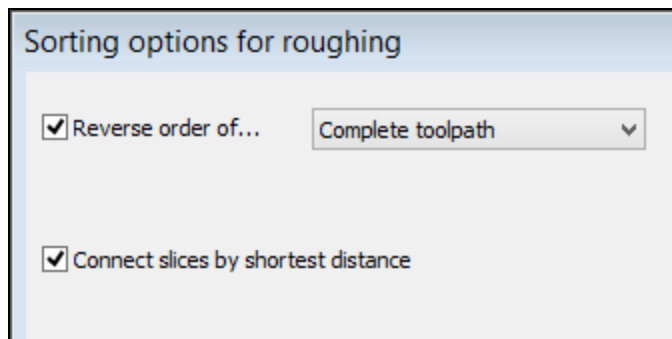 Sorting options for roughing
Reverse order of... Complete toolpath
Connect slices by shortest distance